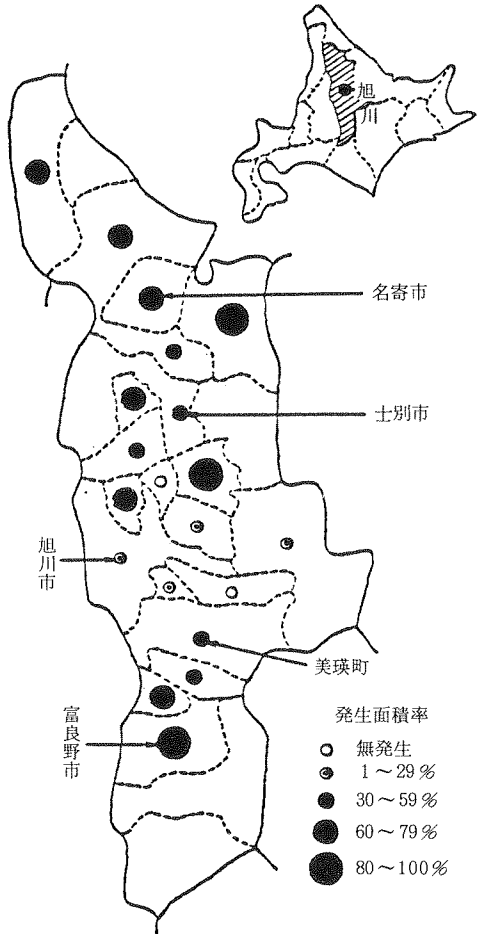 旭川
名寄市
士別市
旭川市
美瑛町
富良野市
発生面積率
無発生
1～29％
30～59％
60～79％
80～100％